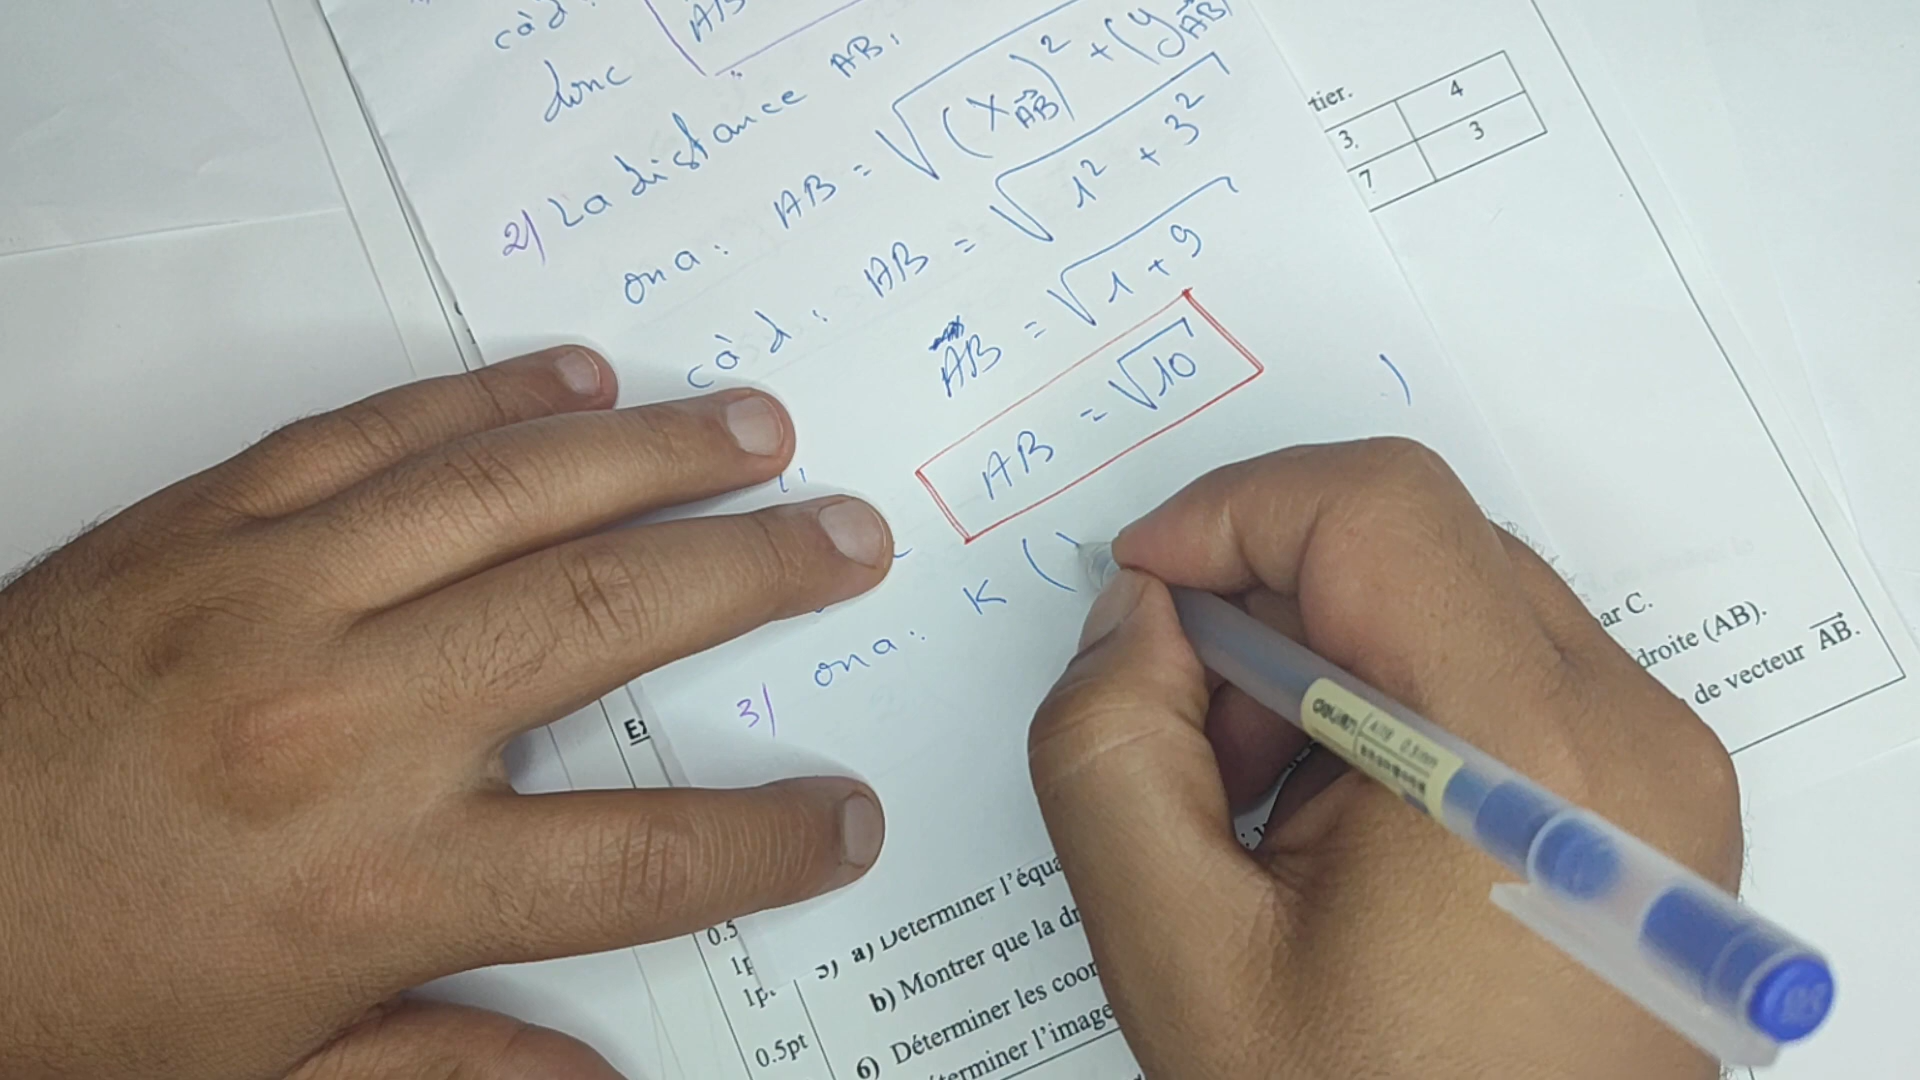 càd:
donc
2) La distance AB:
on a: AB = √(X_AB→)² + (y_AB→
càd: AB = √1² + 3²
AB = √1 + 9
AB = √10
3) on a: K (
tier.
3. 4
7 3
ar C.
droite (AB).
de vecteur AB→.
Ex
0.5
1p
1p.
0.5pt
a) Déterminer l'équa
b) Montrer que la dr
6) Déterminer les coor
terminer l'image